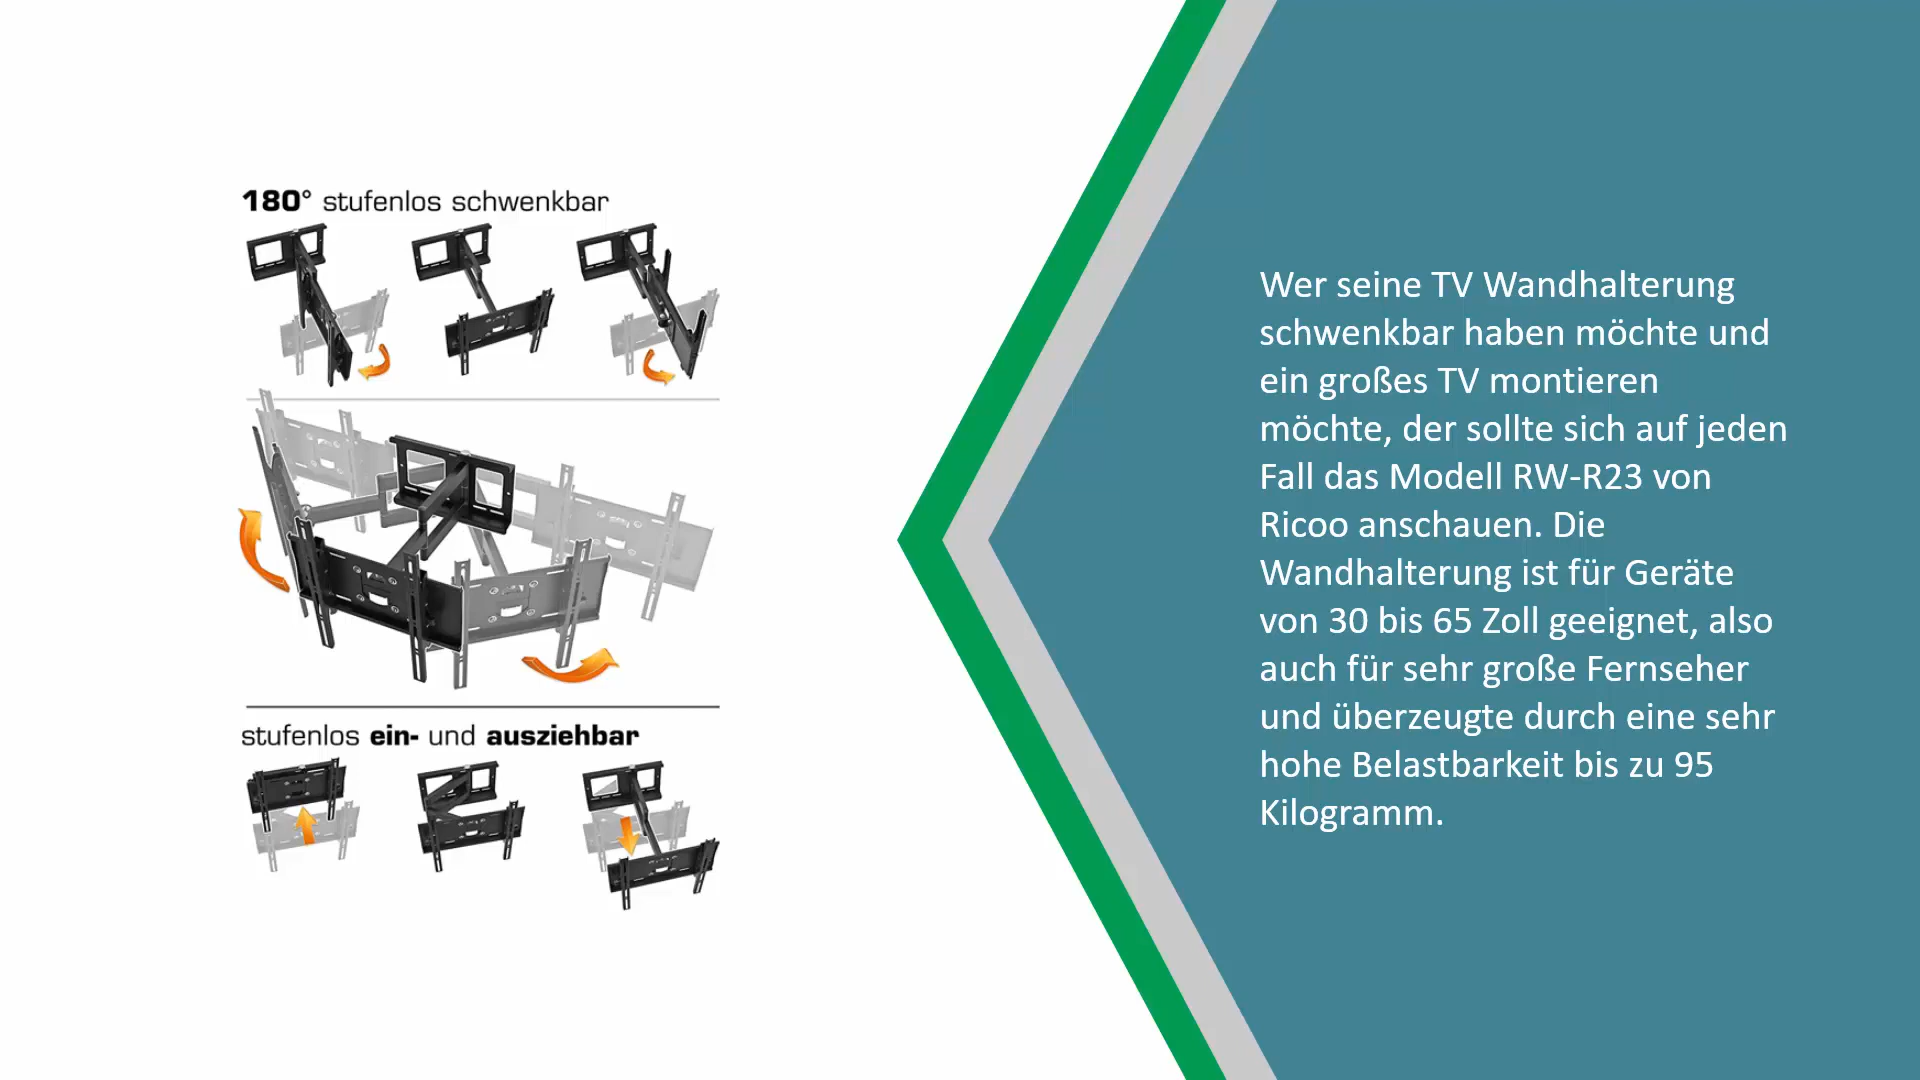 180° stufenlos schwenkbar
stufenlos ein- und ausziehbar
Wer seine TV Wandhalterung
schwenkbar haben möchte und
ein großes TV montieren
möchte, der sollte sich auf jeden
Fall das Modell RW-R23 von
Ricoo anschauen. Die
Wandhalterung ist für Geräte
von 30 bis 65 Zoll geeignet, also
auch für sehr große Fernseher
und überzeugte durch eine sehr
hohe Belastbarkeit bis zu 95
Kilogramm.